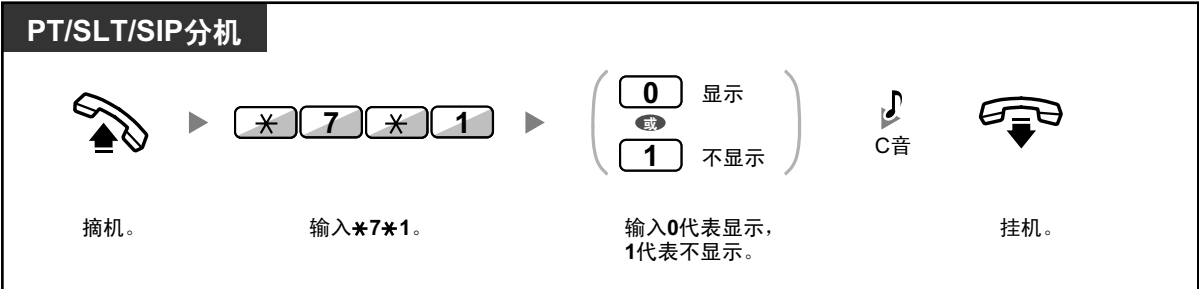 PT/SLT/SIP分机
0 显示
或
＊ 7 ＊ 1
1 不显示
C音
摘机。
输入＊7＊1。
输入0代表显示，
1代表不显示。
挂机。